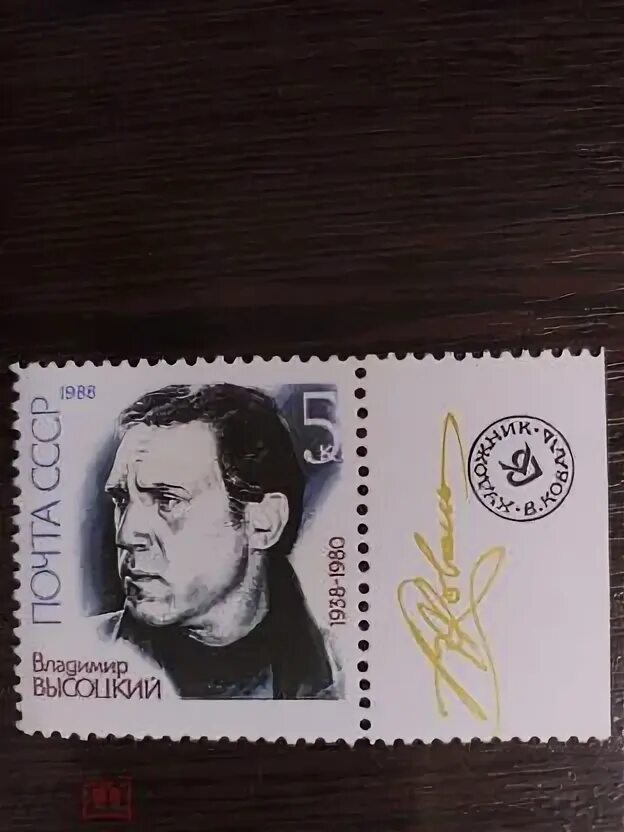 1988
ПОЧТА СССР
5
к
1938-1980
Владимир
ВЫСОЦКИЙ
ХУДОЖНИК · В. КОВАЛЬ ·